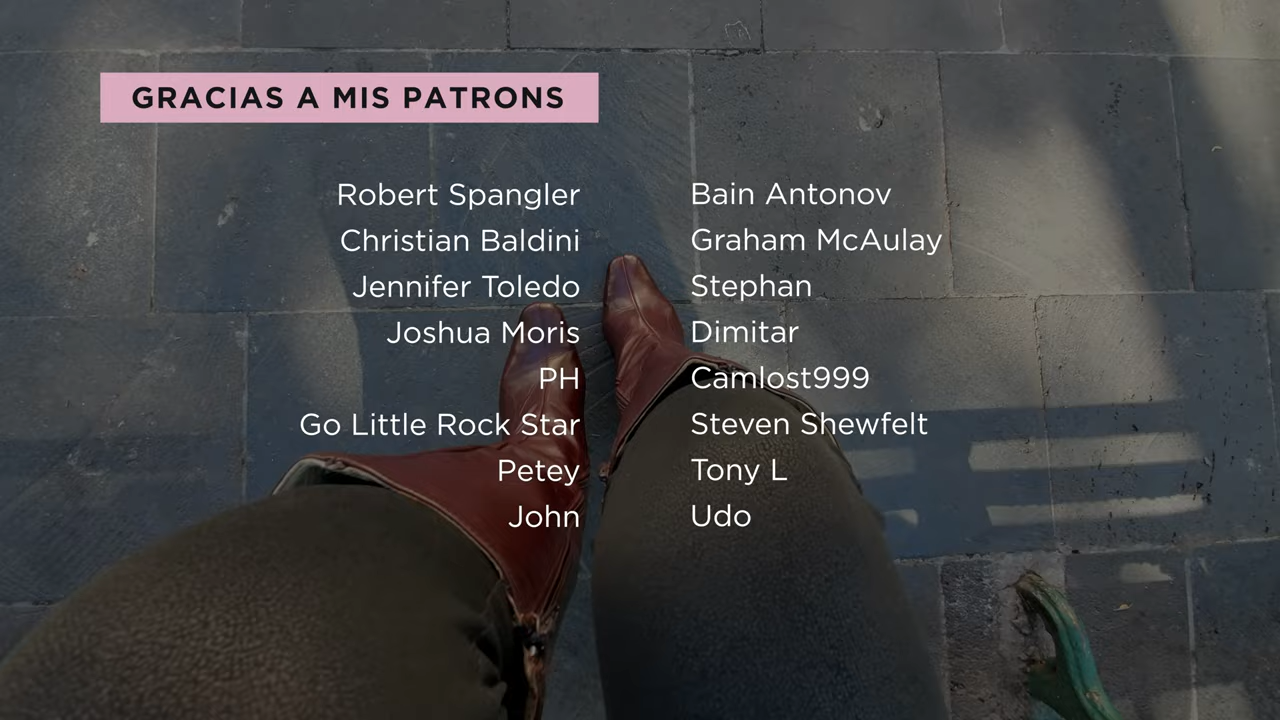 GRACIAS A MIS PATRONS
Robert Spangler
Christian Baldini
Jennifer Toledo
Joshua Moris
PH
Go Little Rock Star
Petey
John
Bain Antonov
Graham McAulay
Stephan
Dimitar
Camlost999
Steven Shewfelt
Tony L
Udo